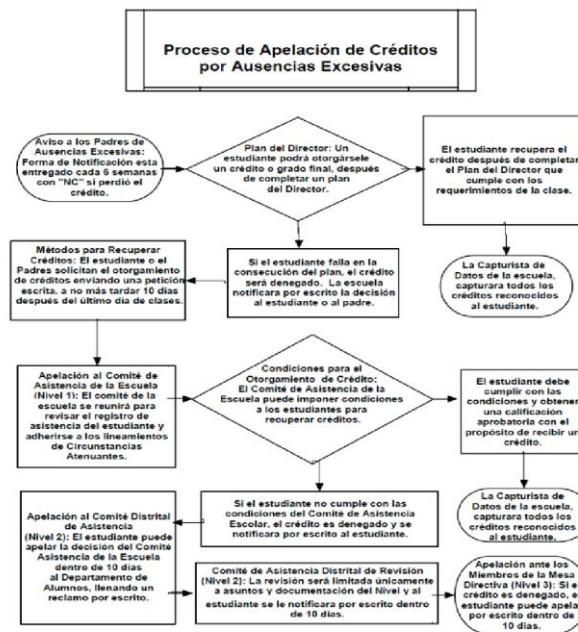 Proceso de Apelación de Créditos
por Ausencias Excesivas
Aviso a los Padres de
Ausencias Excesivas:
Forma de Notificación esta
entregado cada 6 semanas
con "NC" si perdió el
crédito.
Plan del Director: Un
estudiante podrá otorgársele
un crédito o grado final,
después de completar un plan
del Director.
El estudiante recupera el
crédito después de completar
el Plan del Director que
cumple con los
requerimientos de la clase.
La Capturista de
Datos de la escuela,
capturara todos los
créditos reconocidos
al estudiante.
Si el estudiante falla en la
consecución del plan, el crédito
será denegado. La escuela
notificara por escrito la decisión
al estudiante o al padre.
Métodos para Recuperar
Créditos: El estudiante o el
Padres solicitan el otorgamiento
de créditos enviando una petición
escrita, a no más tardar 10 días
después del último día de clases.
Apelación al Comité de
Asistencia de la Escuela
(Nivel 1): El comité de la
escuela se reunirá para
revisar el registro de
asistencia del estudiante y
adherirse a los lineamientos
de Circunstancias
Atenuantes.
Condiciones para el
Otorgamiento de Crédito:
El Comité de Asistencia de la
Escuela puede imponer condiciones
a los estudiantes para
recuperar créditos.
El estudiante debe
cumplir con las
condiciones y obtener
una calificación
aprobatoria con el
propósito de recibir un
crédito.
La Capturista de
Datos de la escuela,
capturara todos los
créditos reconocidos
al estudiante.
Si el estudiante no cumple con las
condiciones del Comité de Asistencia
Escolar, el crédito es denegado y se
notificara por escrito al estudiante.
Apelación al Comité Distrital de
Asistencia
(Nivel 2): El estudiante puede
apelar la decisión del Comité
Asistencia de la Escuela
dentro de 10 días
al Departamento de
Alumnos, llenando un
reclamo por escrito.
Comité de Asistencia Distrital de Revisión
(Nivel 2): La revisión será limitada únicamente
a asuntos y documentación del Nivel y al
estudiante se le notificara por escrito dentro
de 10 días.
Apelación ante los
Miembros de la Mesa
Directiva (Nivel 3): Si el
crédito es denegado, el
estudiante puede apelar
por escrito dentro de
10 días.